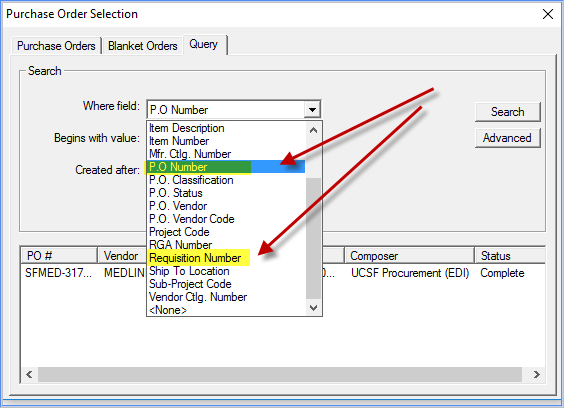 Purchase Order Selection
Purchase Orders Blanket Orders Query
Search
Where field: P.O Number
Search
Begins with value:
Advanced
Created after:
Item Description
Item Number
Mfr. Ctlg. Number
P.O Number
P.O. Classification
P.O. Status
P.O. Vendor
P.O. Vendor Code
Project Code
RGA Number
Requisition Number
Ship To Location
Sub-Project Code
Vendor Ctlg. Number
<None>
PO # Vendor Composer Status
SFMED-317... MEDLIN 0... UCSF Procurement (EDI) Complete